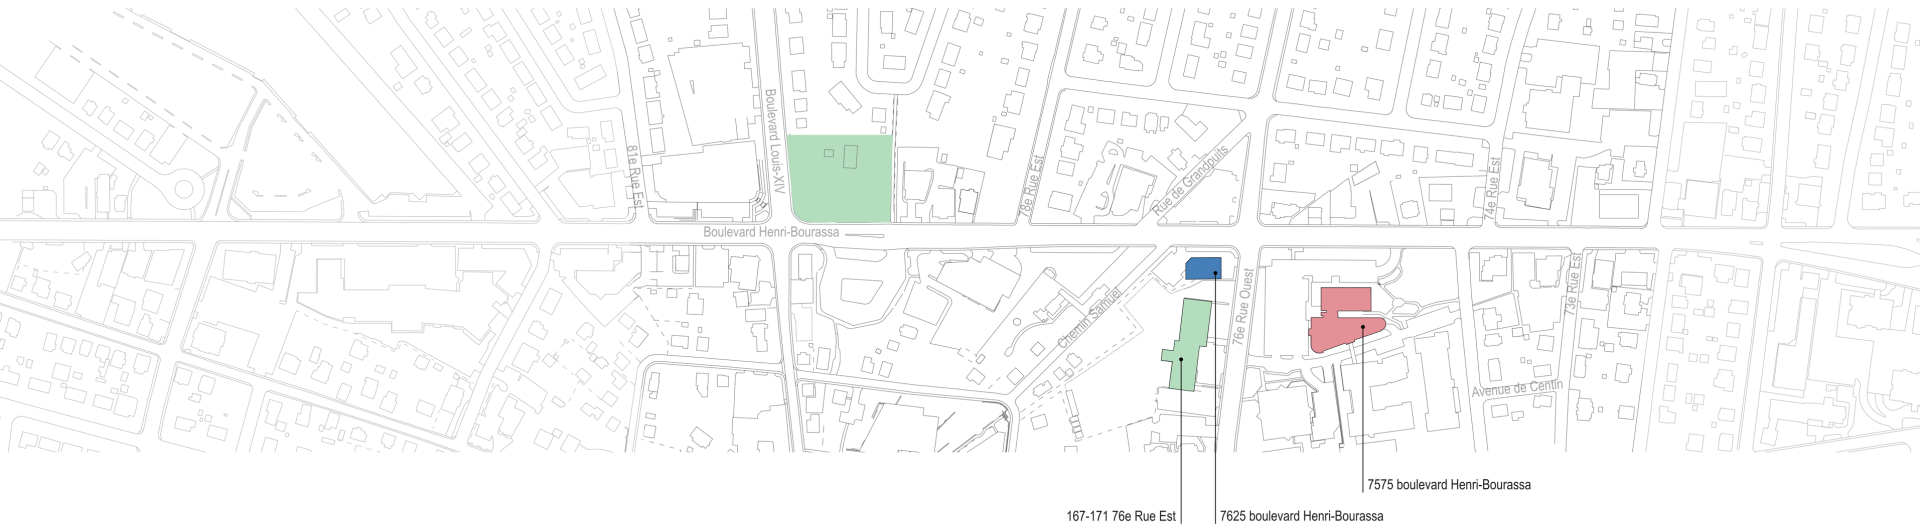 Boulevard Louis-XIV
81e Rue Est
78e Rue Est
Rue de Grandpuits
74e Rue Est
Boulevard Henri-Bourassa
Chemin Samuel
76e Rue Ouest
73e Rue Est
Avenue de Centin
7575 boulevard Henri-Bourassa
167-171 76e Rue Est
7625 boulevard Henri-Bourassa